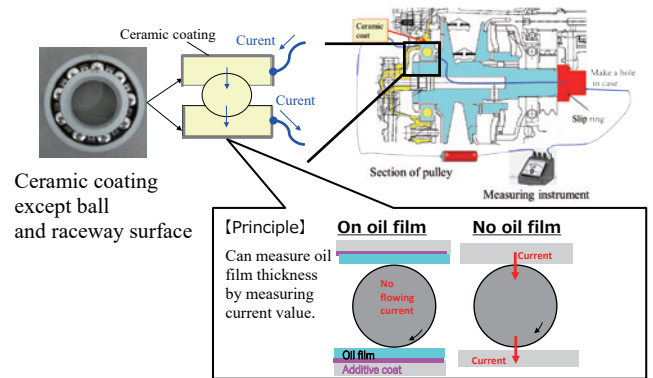 Ceramic coating
Curent
Curent
Ceramic coating
except ball
and raceway surface
Ceramic
coat
Make a hole
in case
Slip ring
Section of pulley
Measuring instrument
【Principle】
Can measure oil
film thickness
by measuring
current value.
On oil film
No
flowing
current
Oil film
Additive coat
No oil film
Current
Current